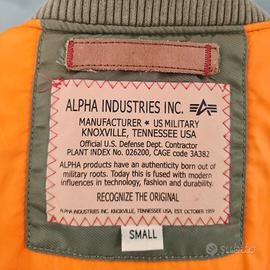 ALPHA INDUSTRIES INC.
MANUFACTURER ★ US MILITARY
KNOXVILLE, TENNESSEE USA
Official U.S. Defense Dept. Contractor
PLANT INDEX No. 026200, CAGE code 3A382
ALPHA products have an authenticity born out of
military roots. Today this is fused with modern
influences in technology, fashion and durability.
RECOGNIZE THE ORIGINAL
ALPHA INDUSTRIES INC. KNOXVILLE, TENNESSEE USA, EST. OCTOBER 1959
SMALL
Subito